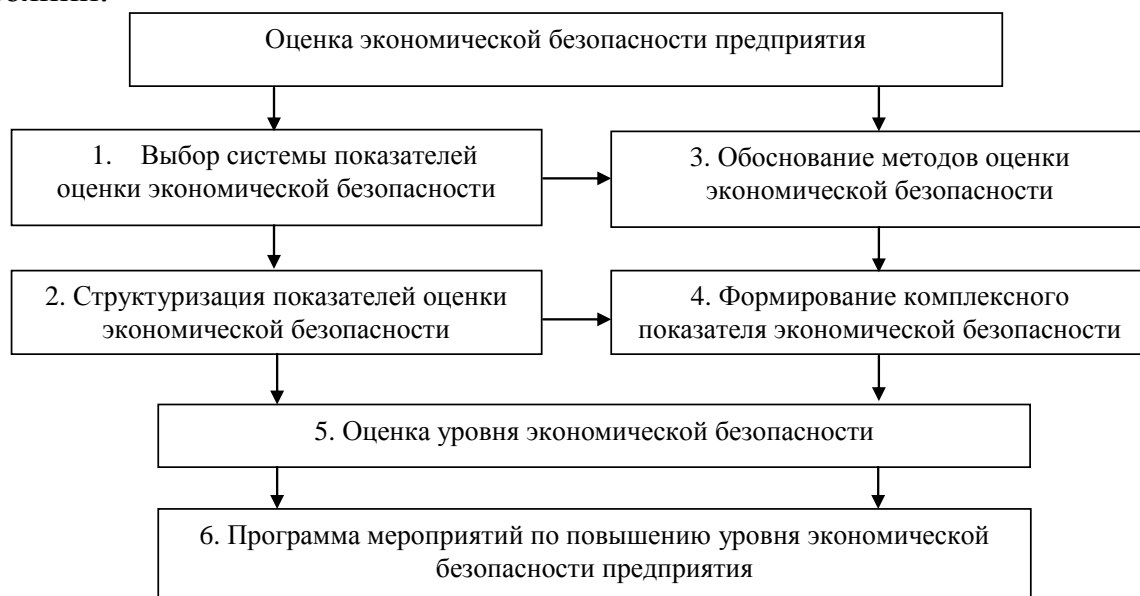 Оценка экономической безопасности предприятия
1. Выбор системы показателей
оценки экономической безопасности
3. Обоснование методов оценки
экономической безопасности
2. Структуризация показателей оценки
экономической безопасности
4. Формирование комплексного
показателя экономической безопасности
5. Оценка уровня экономической безопасности
6. Программа мероприятий по повышению уровня экономической
безопасности предприятия